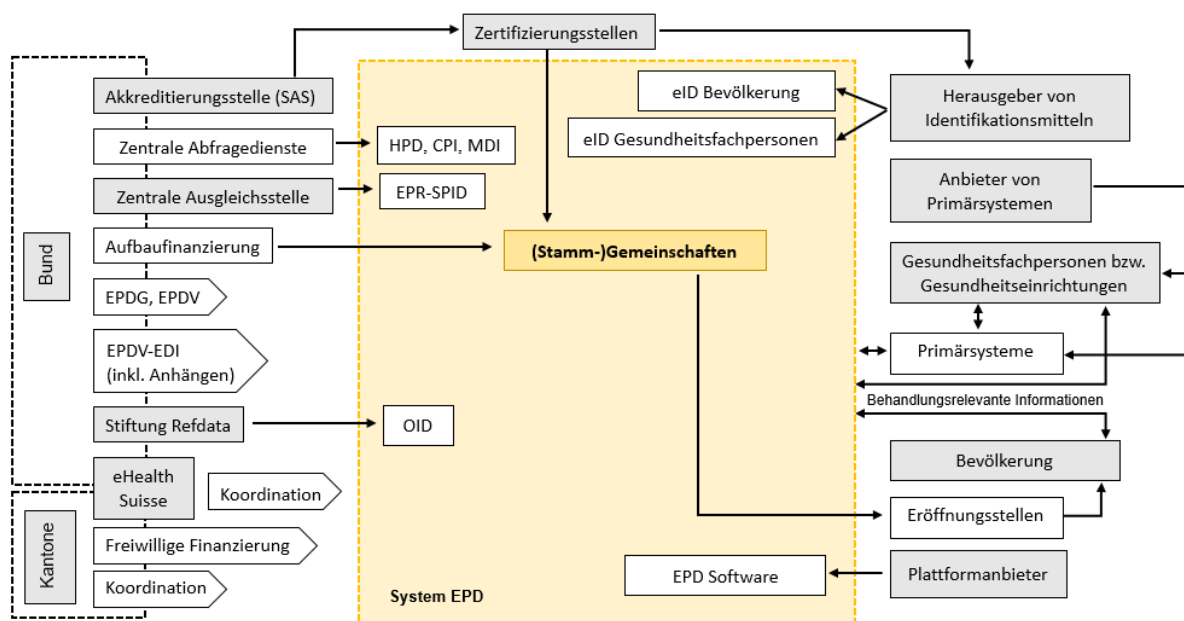 Zertifizierungsstellen
Bund
Akkreditierungsstelle (SAS)
Zentrale Abfragedienste
Zentrale Ausgleichsstelle
Aufbaufinanzierung
EPDG, EPDV
EPDV-EDI
(inkl. Anhängen)
Stiftung Refdata
eHealth
Suisse
Koordination
Kantone
Freiwillige Finanzierung
Koordination
HPD, CPI, MDI
EPR-SPID
OID
eID Bevölkerung
eID Gesundheitsfachpersonen
(Stamm-)Gemeinschaften
EPD Software
System EPD
Herausgeber von
Identifikationsmitteln
Anbieter von
Primärsystemen
Gesundheitsfachpersonen bzw.
Gesundheitseinrichtungen
Primärsysteme
Behandlungsrelevante Informationen
Bevölkerung
Eröffnungsstellen
Plattformanbieter